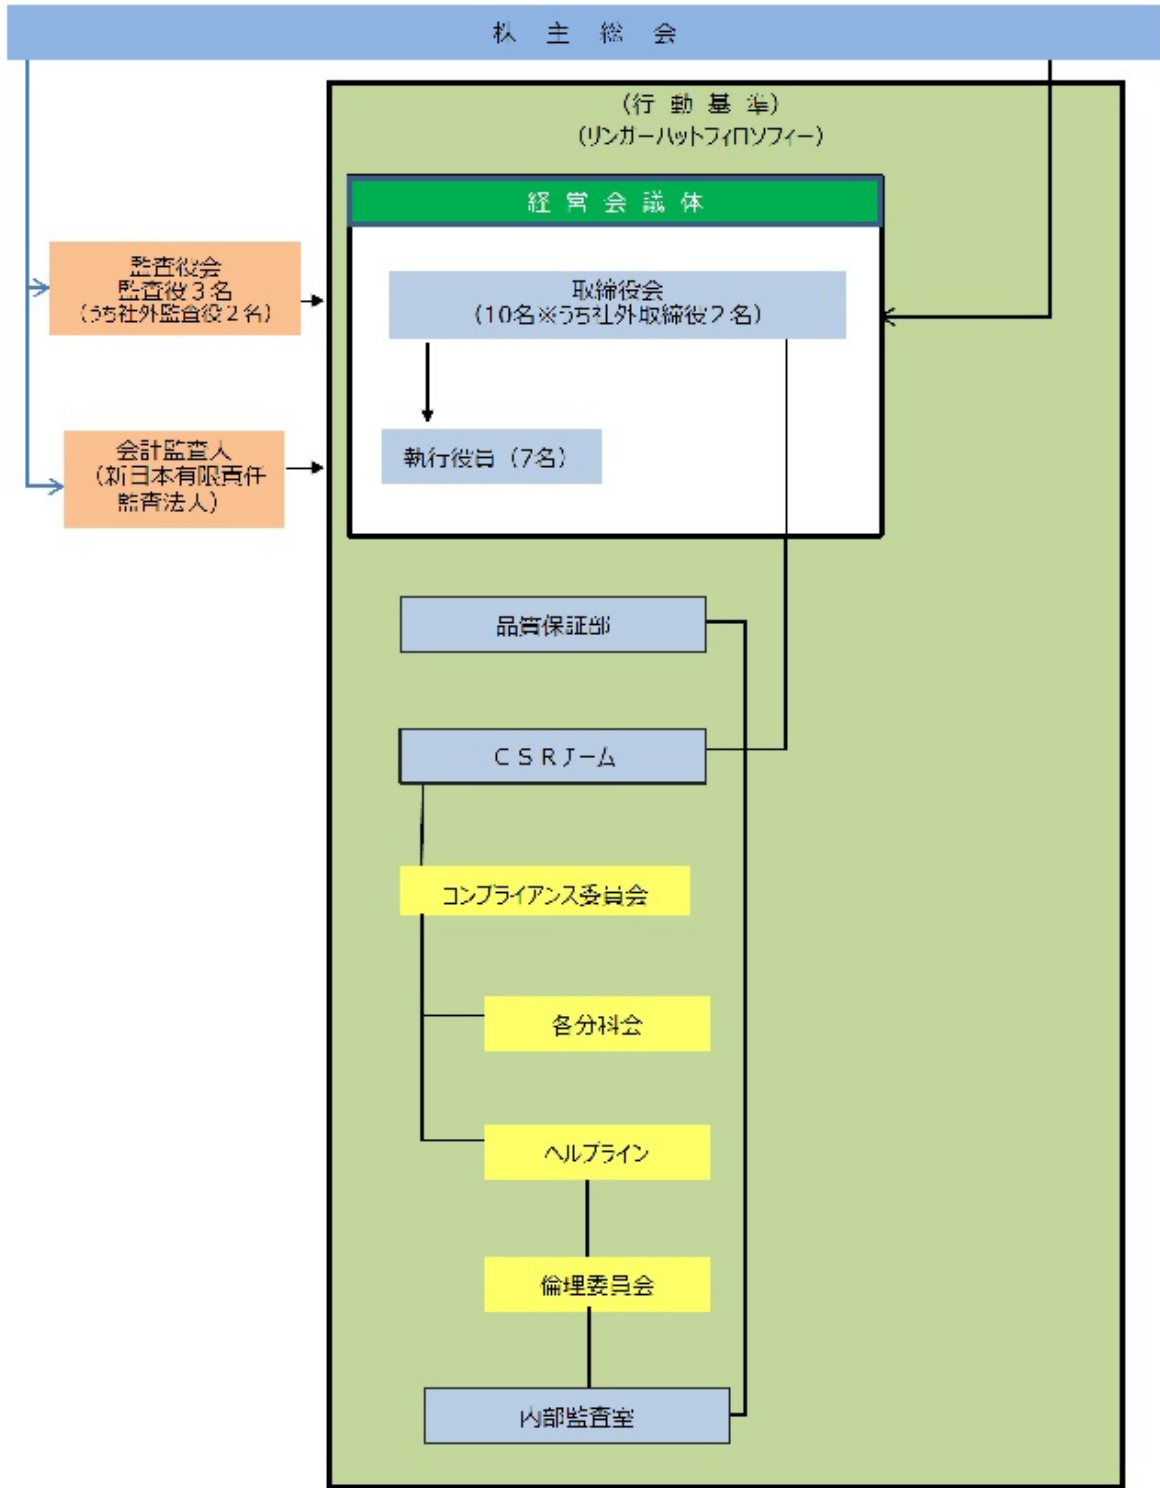 株主総会
(行動基準)
(リンガーハットフィロソフィー)
経営会議体
監査役会
監査役3名
(うち社外監査役2名)
取締役会
(10名※うち社外取締役2名)
会計監査人
(新日本有限責任
監査法人)
執行役員(7名)
品質保証部
CSRチーム
コンプライアンス委員会
各分科会
ヘルプライン
倫理委員会
内部監査室